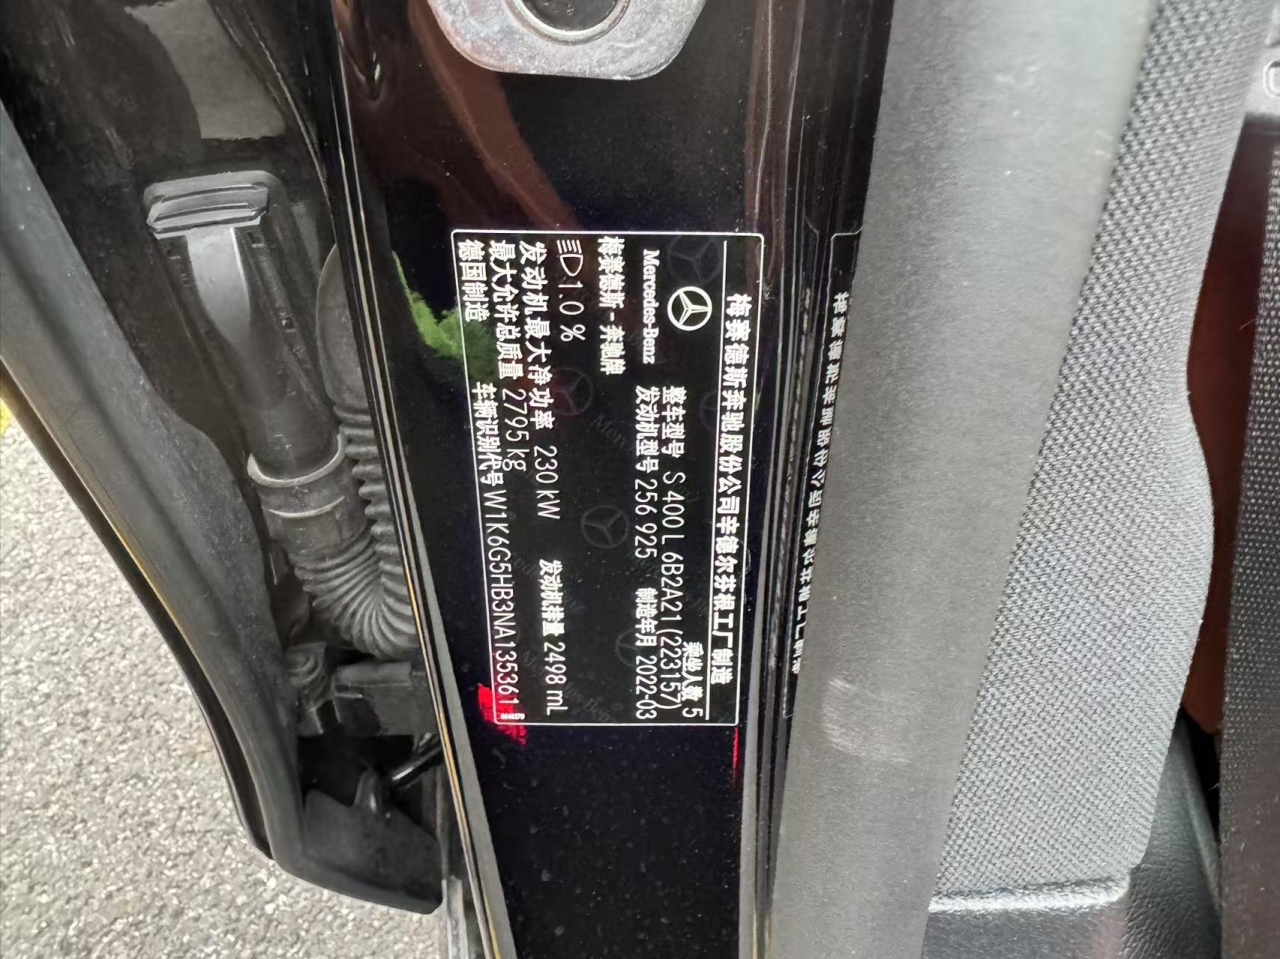 梅赛德斯奔驰股份公司辛德尔芬根工厂制造
Mercedes-Benz
梅赛德斯-奔驰牌
乘坐人数 5
整车型号 S 400 L 6B2A21 (223157)
发动机型号 256 925 制造年月 2022-03
1.0 %
发动机最大净功率 230 kW 发动机排量 2498 mL
最大允许总质量 2795 kg
德国制造 车辆识别代号 W1K6G5HB3NA135361